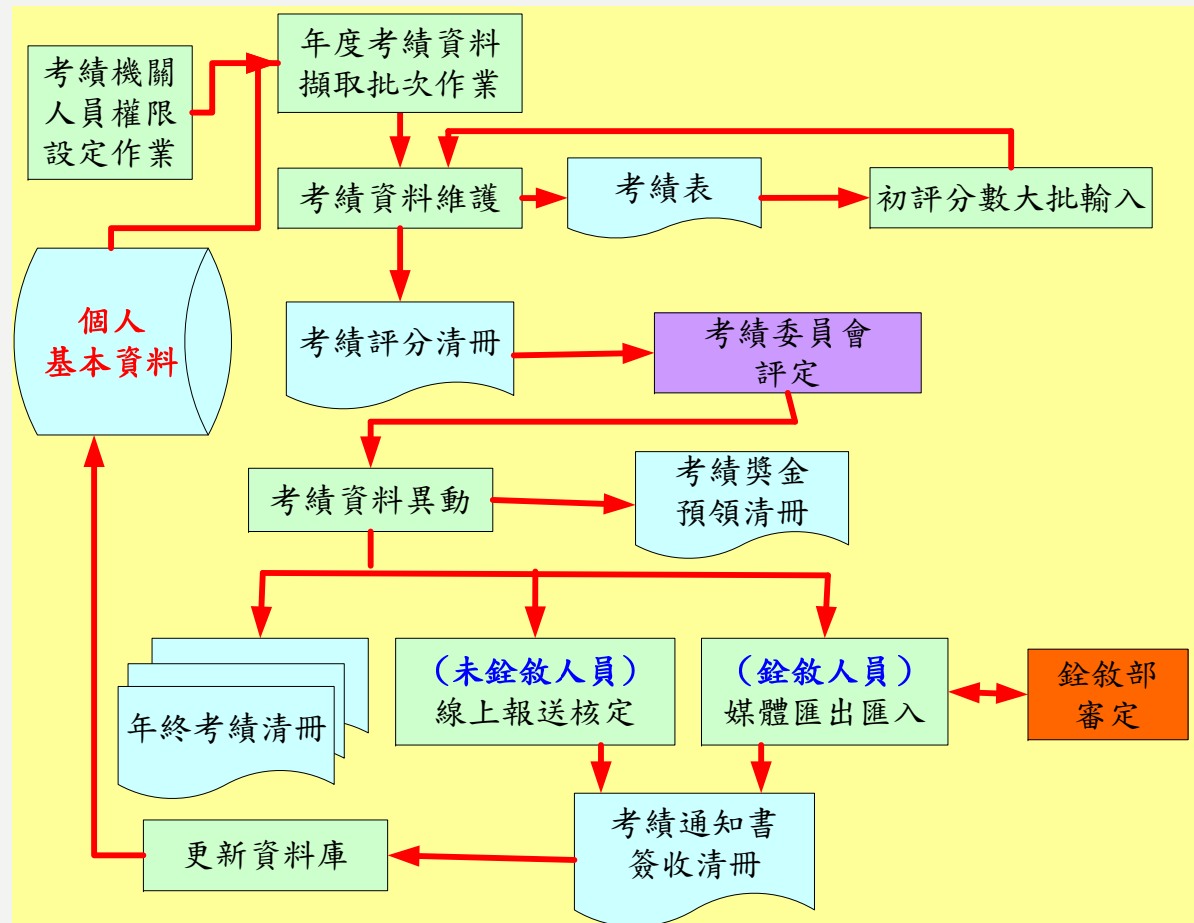 考績機關
人員權限
設定作業
年度考績資料
擷取批次作業
考績資料維護
考績表
初評分數大批輸入
個人
基本資料
考績評分清冊
考績委員會
評定
考績資料異動
考績獎金
預領清冊
年終考績清冊
（未銓敘人員）
線上報送核定
（銓敘人員）
媒體匯出匯入
銓敘部
審定
考績通知書
簽收清冊
更新資料庫